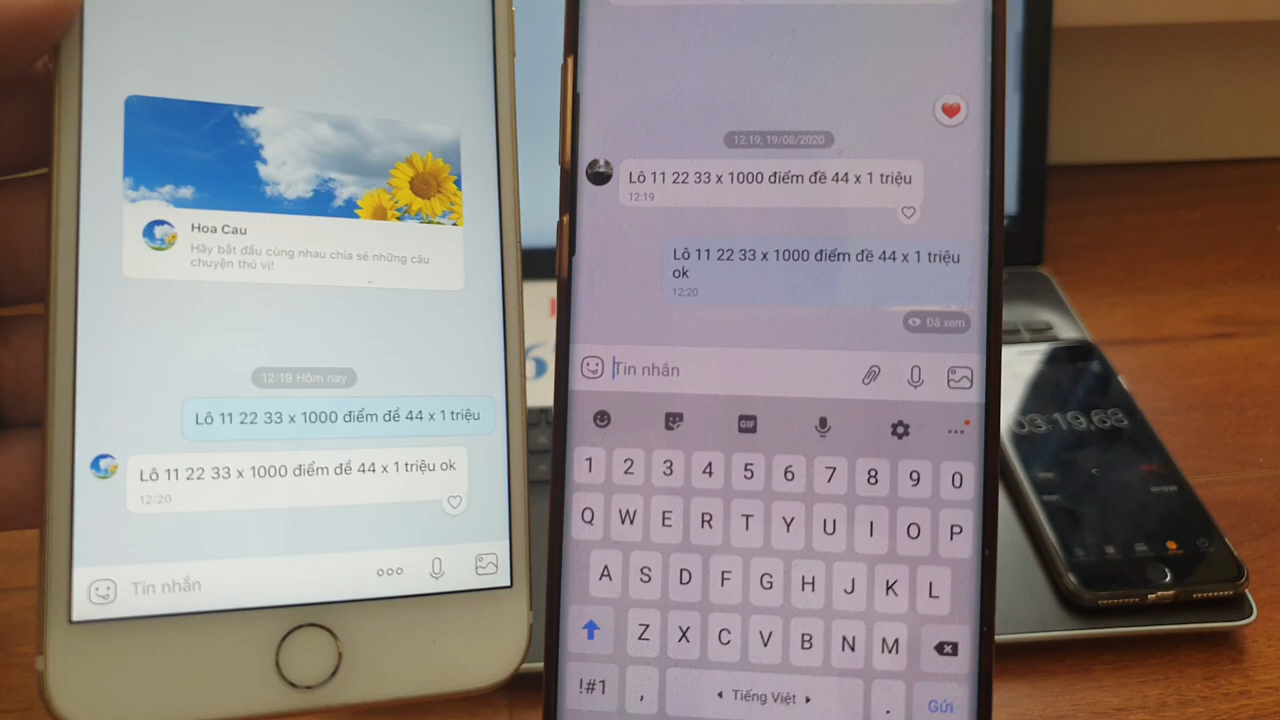 Hoa Cau
Hãy bắt đầu cùng nhau chia sẻ những câu
chuyện thú vị!
12:19 Hôm nay
Lô 11 22 33 x 1000 điểm đề 44 x 1 triệu
Lô 11 22 33 x 1000 điểm đề 44 x 1 triệu ok
12:20
Tin nhắn
12:19, 19/08/2020
Lô 11 22 33 x 1000 điểm đề 44 x 1 triệu
12:19
Lô 11 22 33 x 1000 điểm đề 44 x 1 triệu
ok
12:20
Đã xem
Tin nhắn
GIF
1 2 3 4 5 6 7 8 9 0
Q W E R T Y U I O P
A S D F G H J K L
Z X C V B N M
!#1 , Tiếng Việt . Gửi
03:19,68